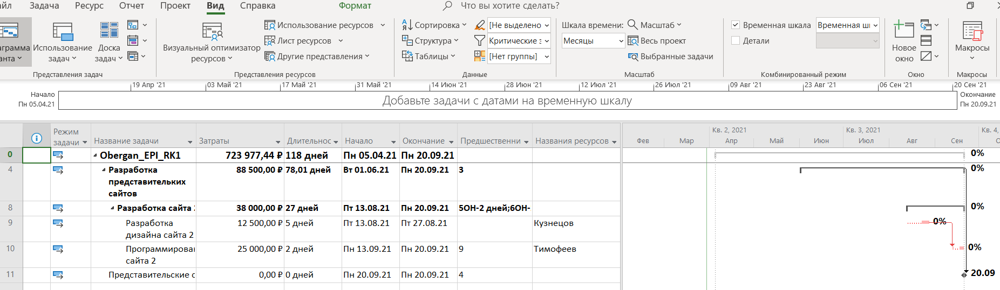 йл Задача Ресурс Отчет Проект Вид Справка Формат Что вы хотите сделать?
Использование ресурсов
Лист ресурсов
Другие представления
Сортировка
Структура
Таблицы
[Не выделено
Критические з
[Нет группы]
Шкала времени:
Месяцы
Масштаб
Весь проект
Выбранные задачи
Временная шкала
Детали
Временная шк
аграмма
анта
Использование
задач
Доска
задач
Визуальный оптимизатор
ресурсов
Новое
окно
Макросы
Представления задач Представления ресурсов Данные Масштаб Комбинированный режим Окно Макросы
19 Апр '21 03 Май '21 17 Май '21 31 Май '21 14 Июн '21 28 Июн '21 12 Июл '21 26 Июл '21 09 Авг '21 23 Авг '21 06 Сен '21 20 Сен '21
Начало
Пн 05.04.21
Добавьте задачи с датами на временную шкалу
Окончание
Пн 20.09.21
Режим
задачи
Название задачи Затраты Длительнос Начало Окончание Предшественни Названия ресурсов
Кв. 2, 2021 Кв. 3, 2021 Кв. 4,
Фев Мар Апр Май Июн Июл Авг Сен О
0 Obergan_EPI_RK1 723 977,44 ₽ 118 дней Пн 05.04.21 Пн 20.09.21 0%
4 Разработка 88 500,00 ₽ 78,01 дней Вт 01.06.21 Пн 20.09.21 3 0%
представительких
сайтов
8 Разработка сайта 2 38 000,00 ₽ 27 дней Пт 13.08.21 Пн 20.09.21 5ОН-2 дней;6ОН- 0%
9 Разработка 12 500,00 ₽ 5 дней Пт 13.08.21 Пт 27.08.21 Кузнецов 0%
дизайна сайта 2
10 Программирован 25 000,00 ₽ 2 дней Пн 13.09.21 Пн 20.09.21 9 Тимофеев 0%
сайта 2
11 Представительские с 0,00 ₽ 0 дней Пн 20.09.21 Пн 20.09.21 4 20.09